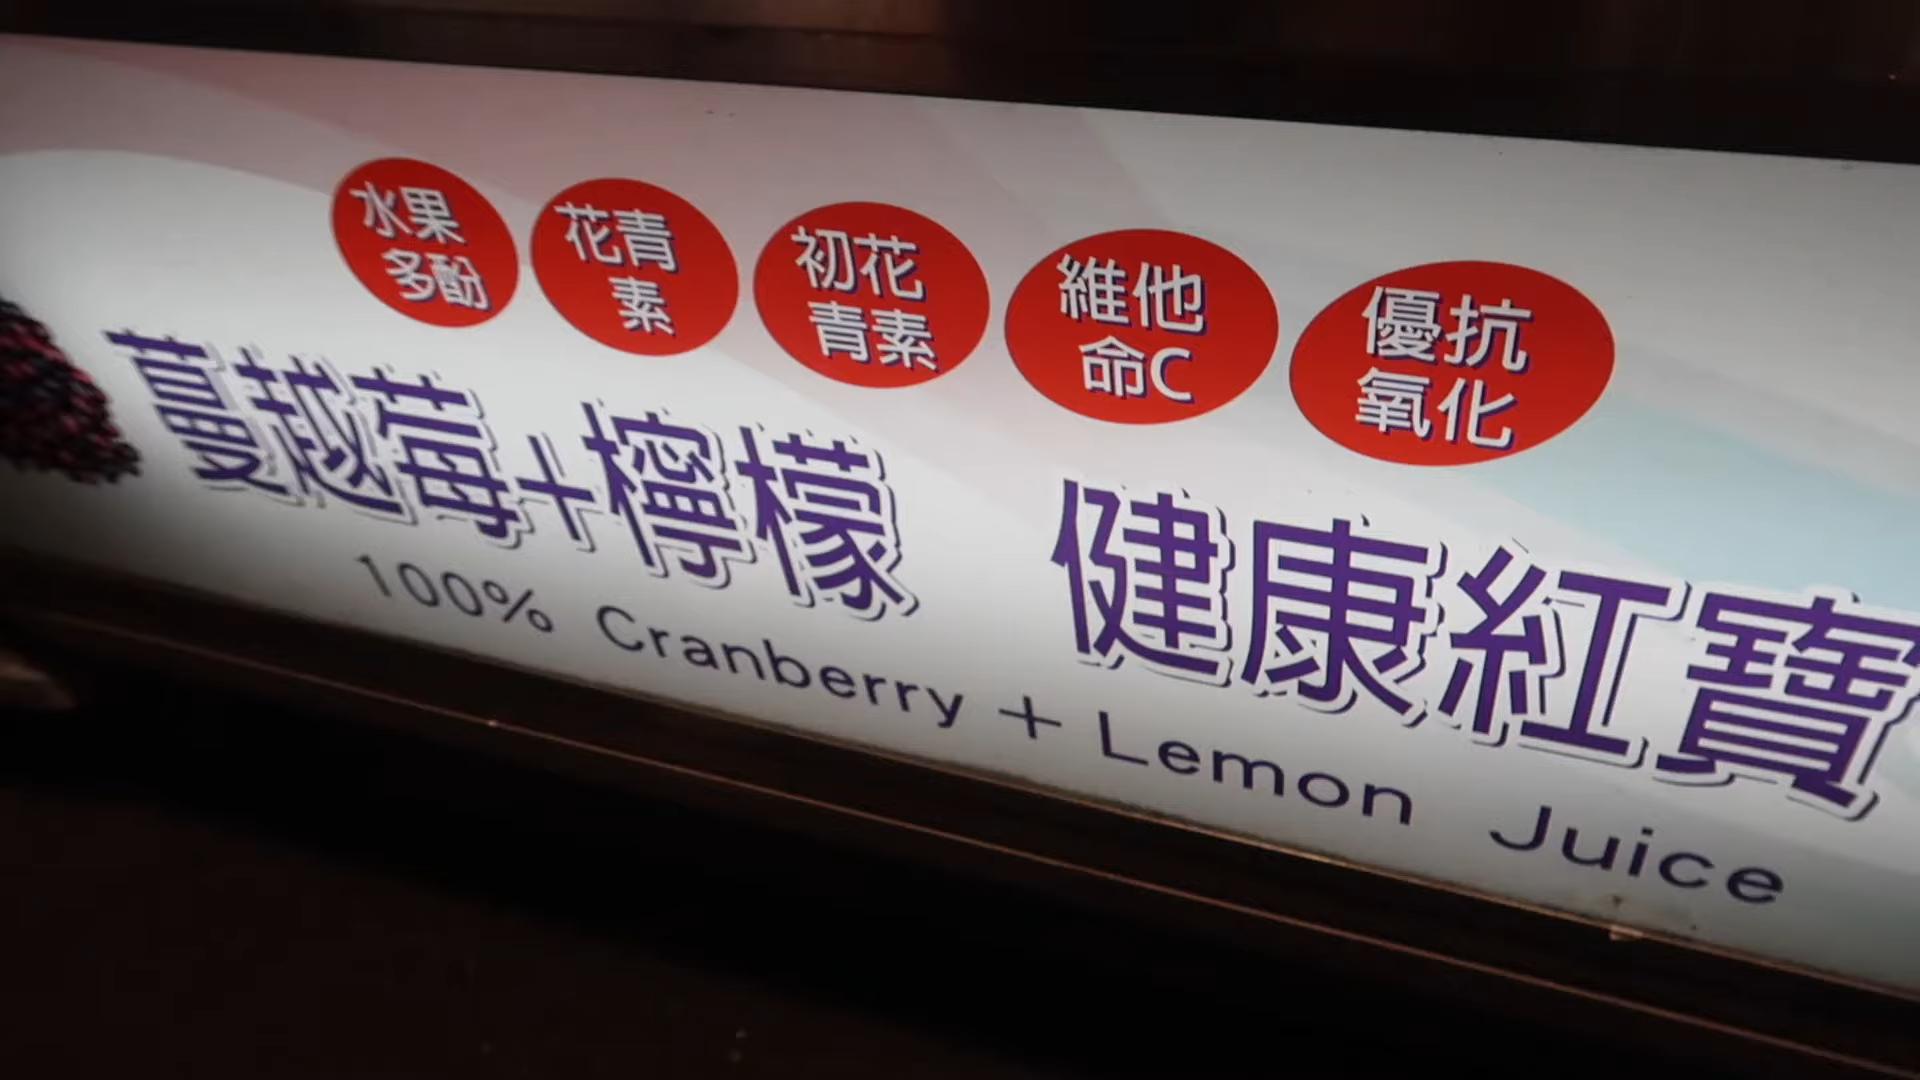 水果
多酚
花青
素
初花
青素
維他
命C
優抗
氧化
蔓越莓+檸檬 健康紅寶
100% Cranberry + Lemon Juice